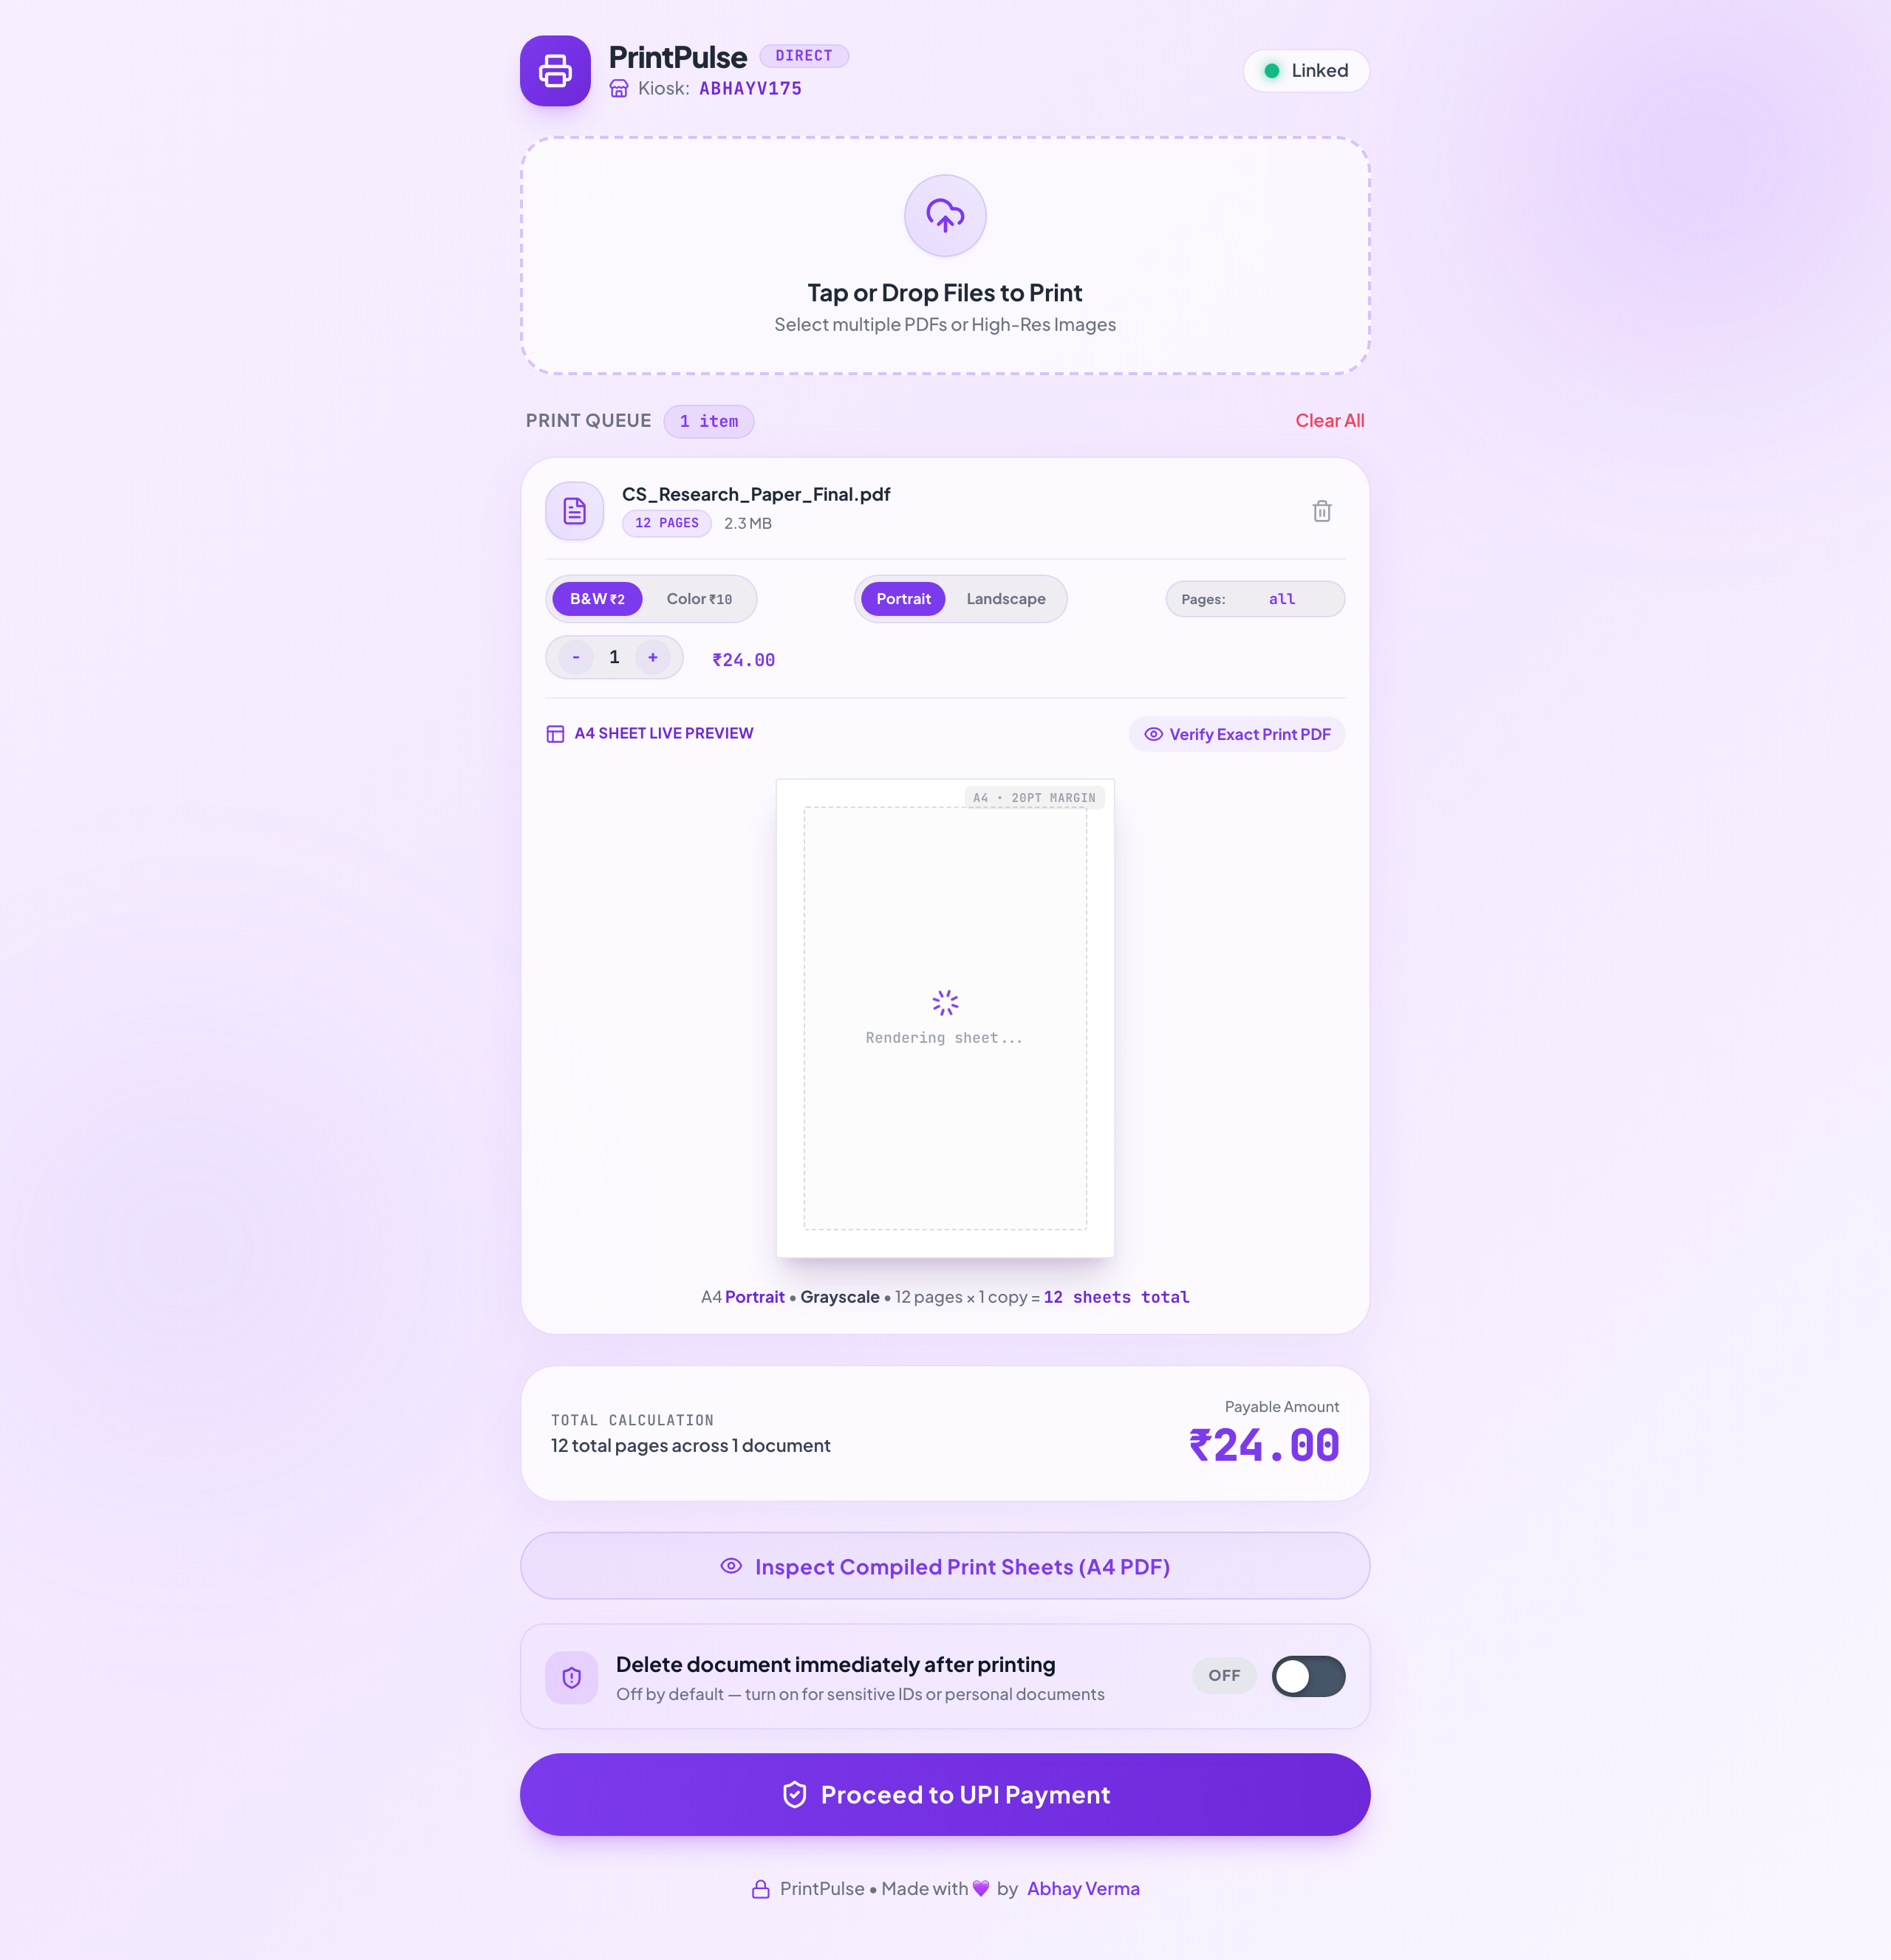 PrintPulse DIRECT
Kiosk: ABHAYV175
Linked
Tap or Drop Files to Print
Select multiple PDFs or High-Res Images
PRINT QUEUE 1 item
Clear All
CS_Research_Paper_Final.pdf
12 PAGES 2.3 MB
B&W ₹2 Color ₹10 Portrait Landscape Pages: all
- 1 + ₹24.00
A4 SHEET LIVE PREVIEW
Verify Exact Print PDF
A4 • 20PT MARGIN
Rendering sheet...
A4 Portrait • Grayscale • 12 pages × 1 copy = 12 sheets total
TOTAL CALCULATION
12 total pages across 1 document
Payable Amount
₹24.00
Inspect Compiled Print Sheets (A4 PDF)
Delete document immediately after printing
Off by default — turn on for sensitive IDs or personal documents
OFF
Proceed to UPI Payment
PrintPulse • Made with 💜 by Abhay Verma